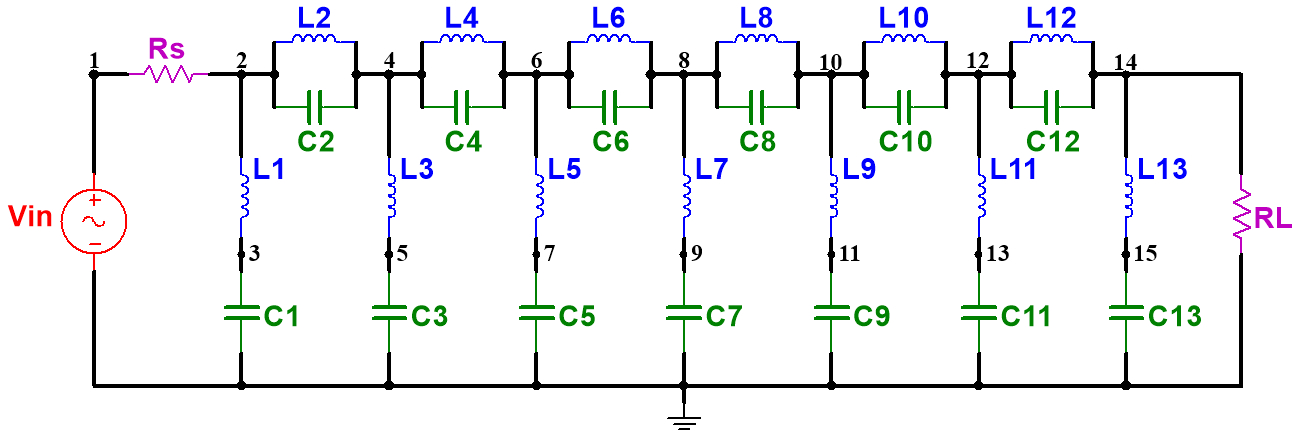 L2 L4 L6 L8 L10 L12
1 Rs 2 4 6 8 10 12 14
C2 C4 C6 C8 C10 C12
L1 L3 L5 L7 L9 L11 L13
Vin + − RL
3 5 7 9 11 13 15
C1 C3 C5 C7 C9 C11 C13